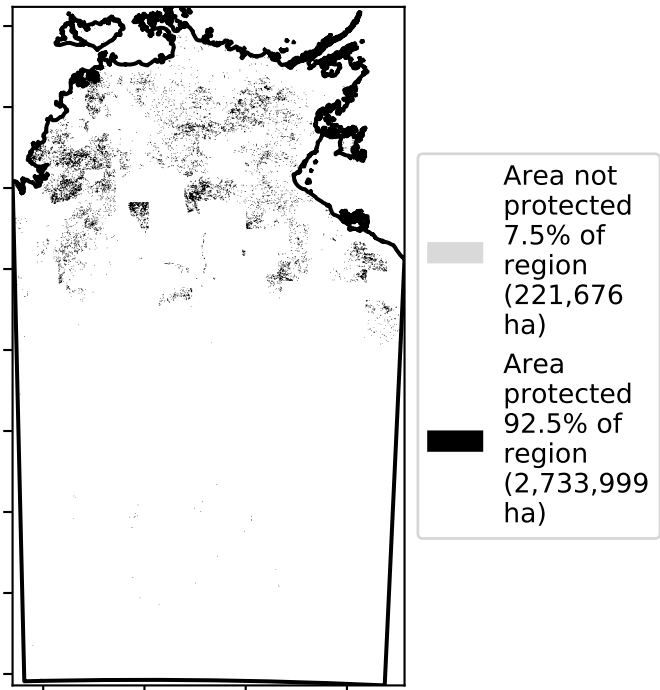 Area not
protected
7.5% of
region
(221,676
ha)
Area
protected
92.5% of
region
(2,733,999
ha)